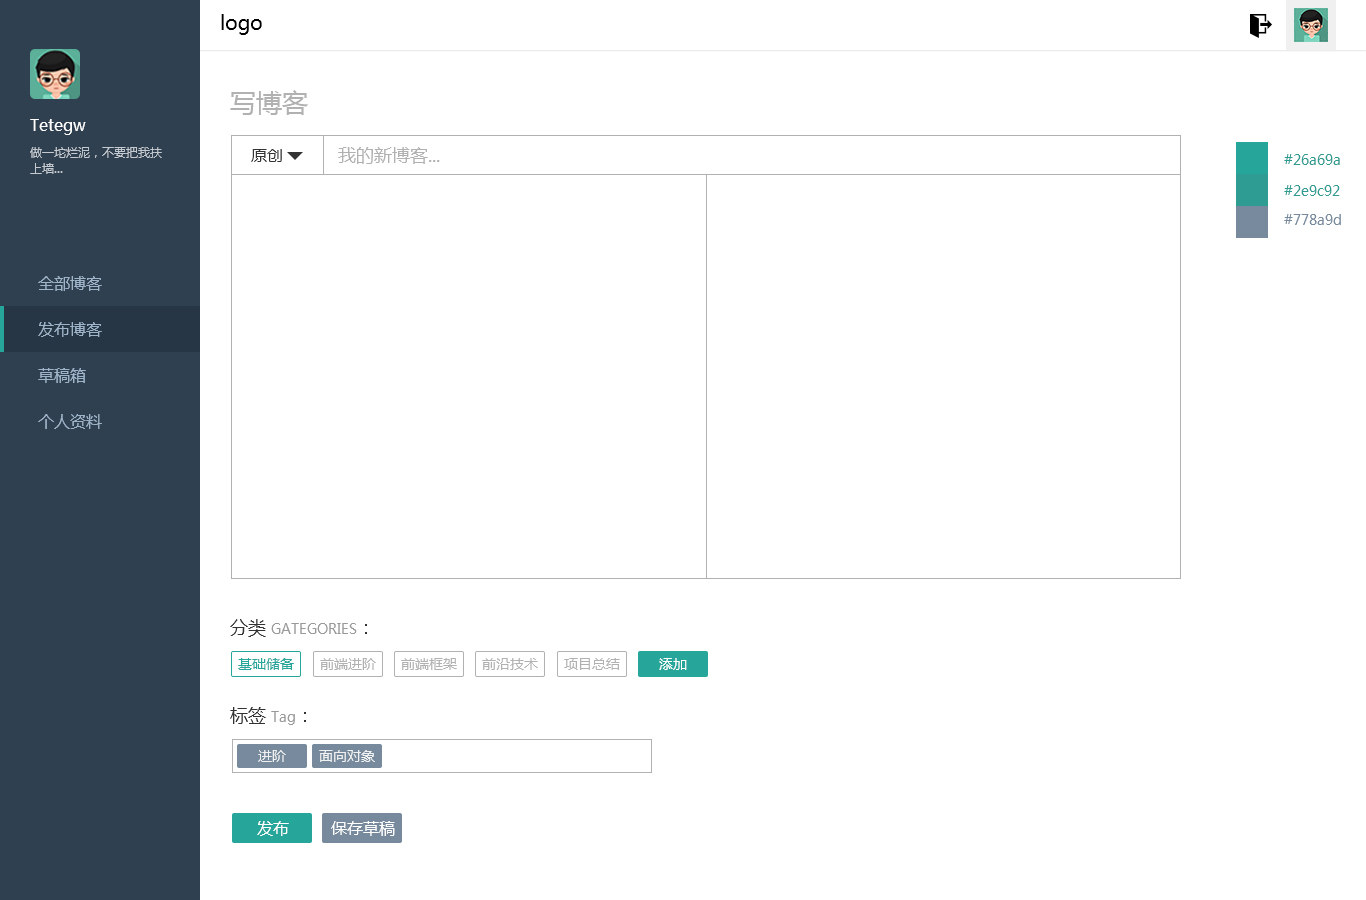 logo
Tetegw
做一坨烂泥，不要把我扶
上墙...
全部博客
发布博客
草稿箱
个人资料
写博客
原创 我的新博客...
#26a69a
#2e9c92
#778a9d
分类 GATEGORIES：
基础储备 前端进阶 前端框架 前沿技术 项目总结 添加
标签 Tag：
进阶 面向对象
发布 保存草稿